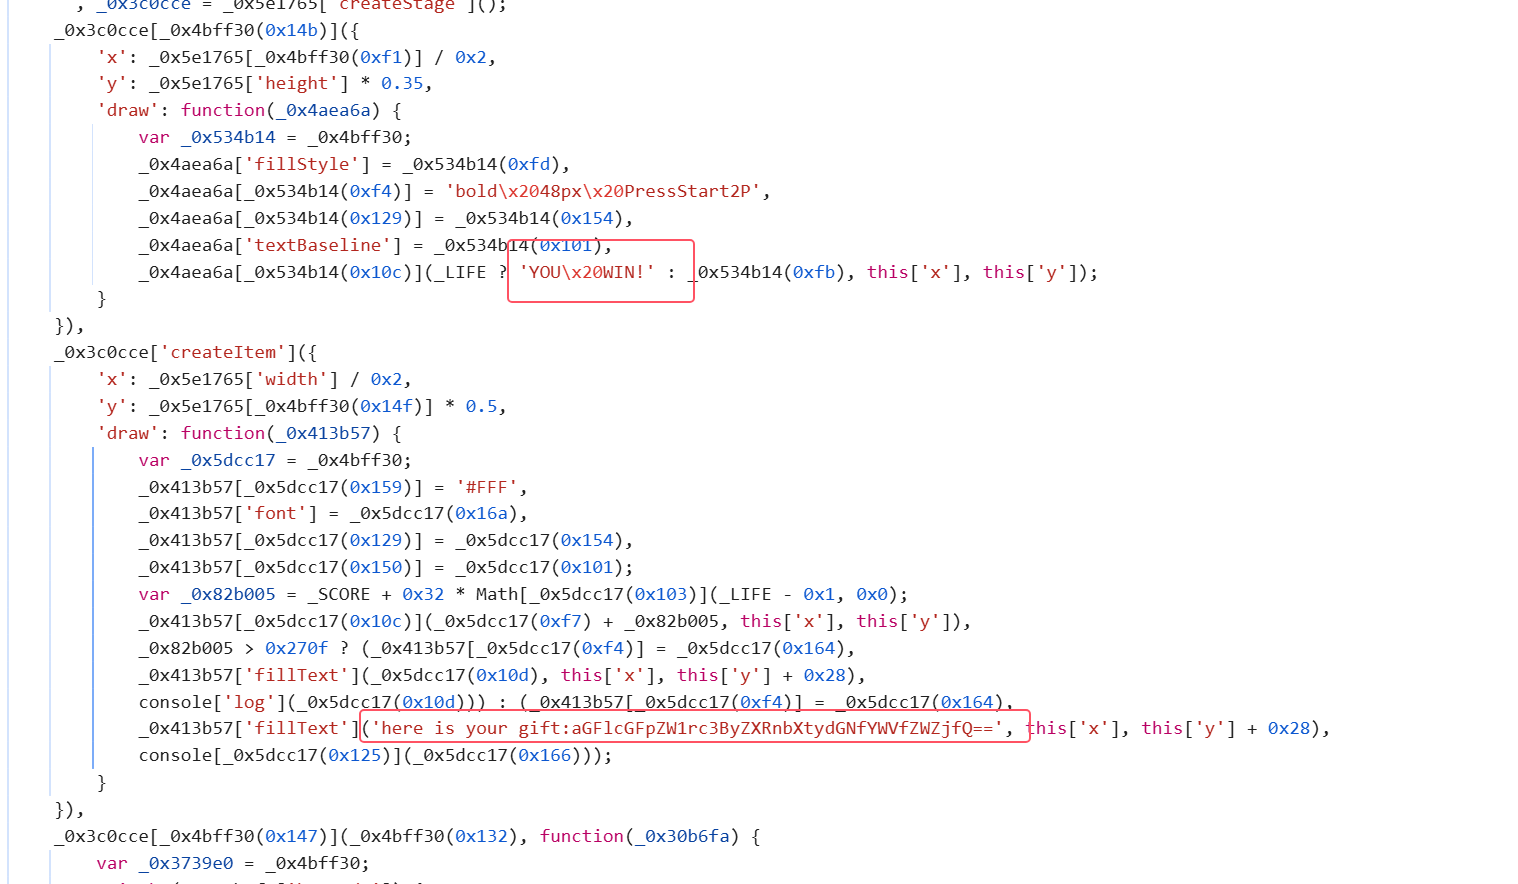 , _0x3c0cce = _0x5e1765['createStage']();
_0x3c0cce[_0x4bff30(0x14b)]({
'x': _0x5e1765[_0x4bff30(0xf1)] / 0x2,
'y': _0x5e1765['height'] * 0.35,
'draw': function(_0x4aea6a) {
var _0x534b14 = _0x4bff30;
_0x4aea6a['fillStyle'] = _0x534b14(0xfd),
_0x4aea6a[_0x534b14(0xf4)] = 'bold\x2048px\x20PressStart2P',
_0x4aea6a[_0x534b14(0x129)] = _0x534b14(0x154),
_0x4aea6a['textBaseline'] = _0x534b14(0x101),
_0x4aea6a[_0x534b14(0x10c)](_LIFE ? 'YOU\x20WIN!' : _0x534b14(0xfb), this['x'], this['y']);
}
}),
_0x3c0cce['createItem']({
'x': _0x5e1765['width'] / 0x2,
'y': _0x5e1765[_0x4bff30(0x14f)] * 0.5,
'draw': function(_0x413b57) {
var _0x5dcc17 = _0x4bff30;
_0x413b57[_0x5dcc17(0x159)] = '#FFF',
_0x413b57['font'] = _0x5dcc17(0x16a),
_0x413b57[_0x5dcc17(0x129)] = _0x5dcc17(0x154),
_0x413b57[_0x5dcc17(0x150)] = _0x5dcc17(0x101);
var _0x82b005 = _SCORE + 0x32 * Math[_0x5dcc17(0x103)](_LIFE - 0x1, 0x0);
_0x413b57[_0x5dcc17(0x10c)](_0x5dcc17(0xf7) + _0x82b005, this['x'], this['y']),
_0x82b005 > 0x270f ? (_0x413b57[_0x5dcc17(0xf4)] = _0x5dcc17(0x164),
_0x413b57['fillText'](_0x5dcc17(0x10d), this['x'], this['y'] + 0x28),
console['log'](_0x5dcc17(0x10d))) : (_0x413b57[_0x5dcc17(0xf4)] = _0x5dcc17(0x164),
_0x413b57['fillText']('here is your gift:aGFlcGFpZW1rc3ByZXRnbXtydGNfYWVfZWZjfQ==', this['x'], this['y'] + 0x28),
console[_0x5dcc17(0x125)](_0x5dcc17(0x166)));
}
}),
_0x3c0cce[_0x4bff30(0x147)](_0x4bff30(0x132), function(_0x30b6fa) {
var _0x3739e0 = _0x4bff30;